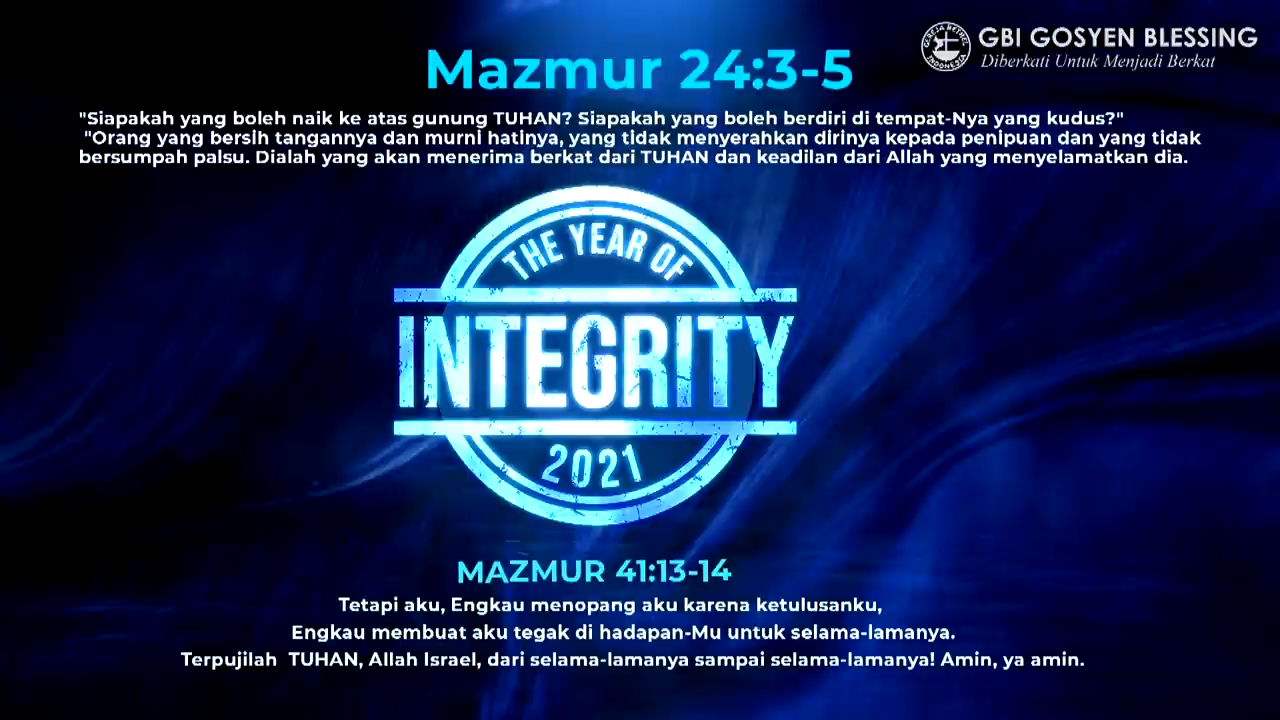 GEREJA BETHEL
INDONESIA
GBI GOSYEN BLESSING
Diberkati Untuk Menjadi Berkat
Mazmur 24:3-5
"Siapakah yang boleh naik ke atas gunung TUHAN? Siapakah yang boleh berdiri di tempat-Nya yang kudus?"
"Orang yang bersih tangannya dan murni hatinya, yang tidak menyerahkan dirinya kepada penipuan dan yang tidak
bersumpah palsu. Dialah yang akan menerima berkat dari TUHAN dan keadilan dari Allah yang menyelamatkan dia.
THE YEAR OF
INTEGRITY
2021
MAZMUR 41:13-14
Tetapi aku, Engkau menopang aku karena ketulusanku,
Engkau membuat aku tegak di hadapan-Mu untuk selama-lamanya.
Terpujilah TUHAN, Allah Israel, dari selama-lamanya sampai selama-lamanya! Amin, ya amin.